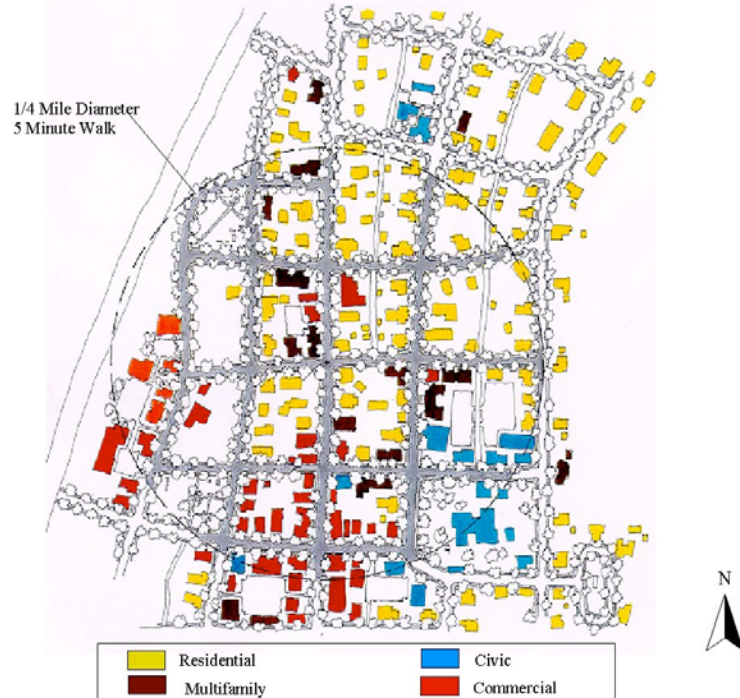 1/4 Mile Diameter
5 Minute Walk
N
Residential
Civic
Multifamily
Commercial